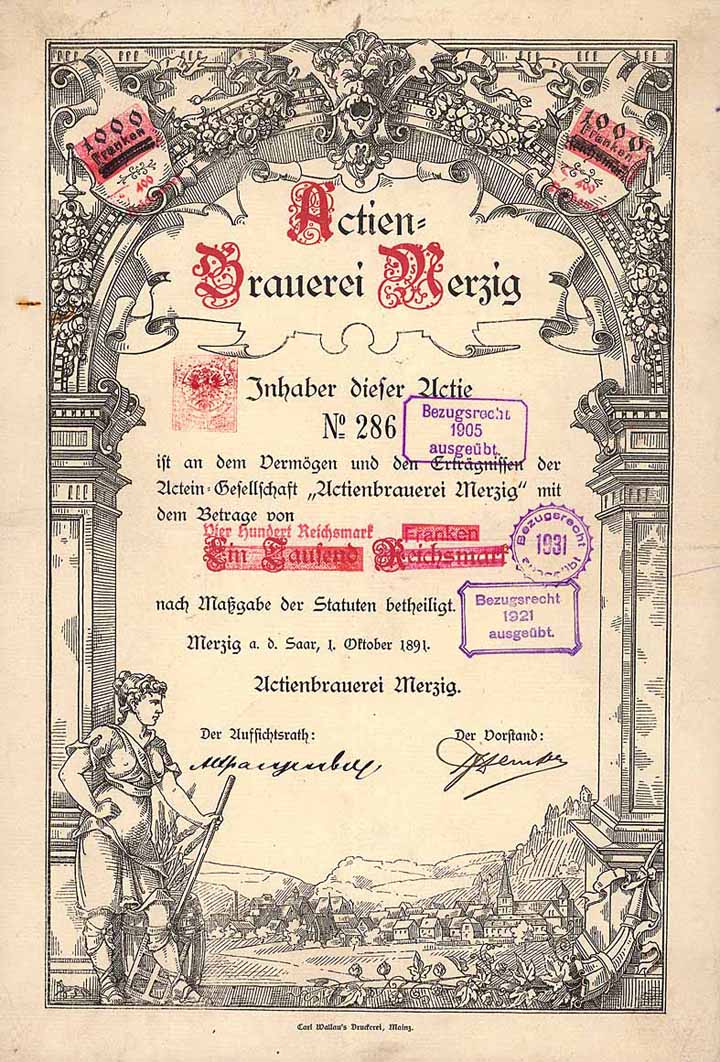 1000
Franken
400
1000
Franken
400
Actien=
Brauerei Merzig
Inhaber dieser Actie
No 286
Bezugsrecht
1905
ausgeübt.
ist an dem Vermögen und den Erträgnissen der
Actein=Gesellschaft „Actienbrauerei Merzig" mit
dem Betrage von
Vier Hundert Reichsmark Franken
Ein Tausend Reichsmark
Bezugsrecht
1931
nach Maßgabe der Statuten betheiligt.
Bezugsrecht
1921
ausgeübt.
Merzig a. d. Saar, 1. Oktober 1891.
Actienbrauerei Merzig.
Der Aufsichtsrath: Der Vorstand:
Carl Wallau's Druckerei, Mainz.